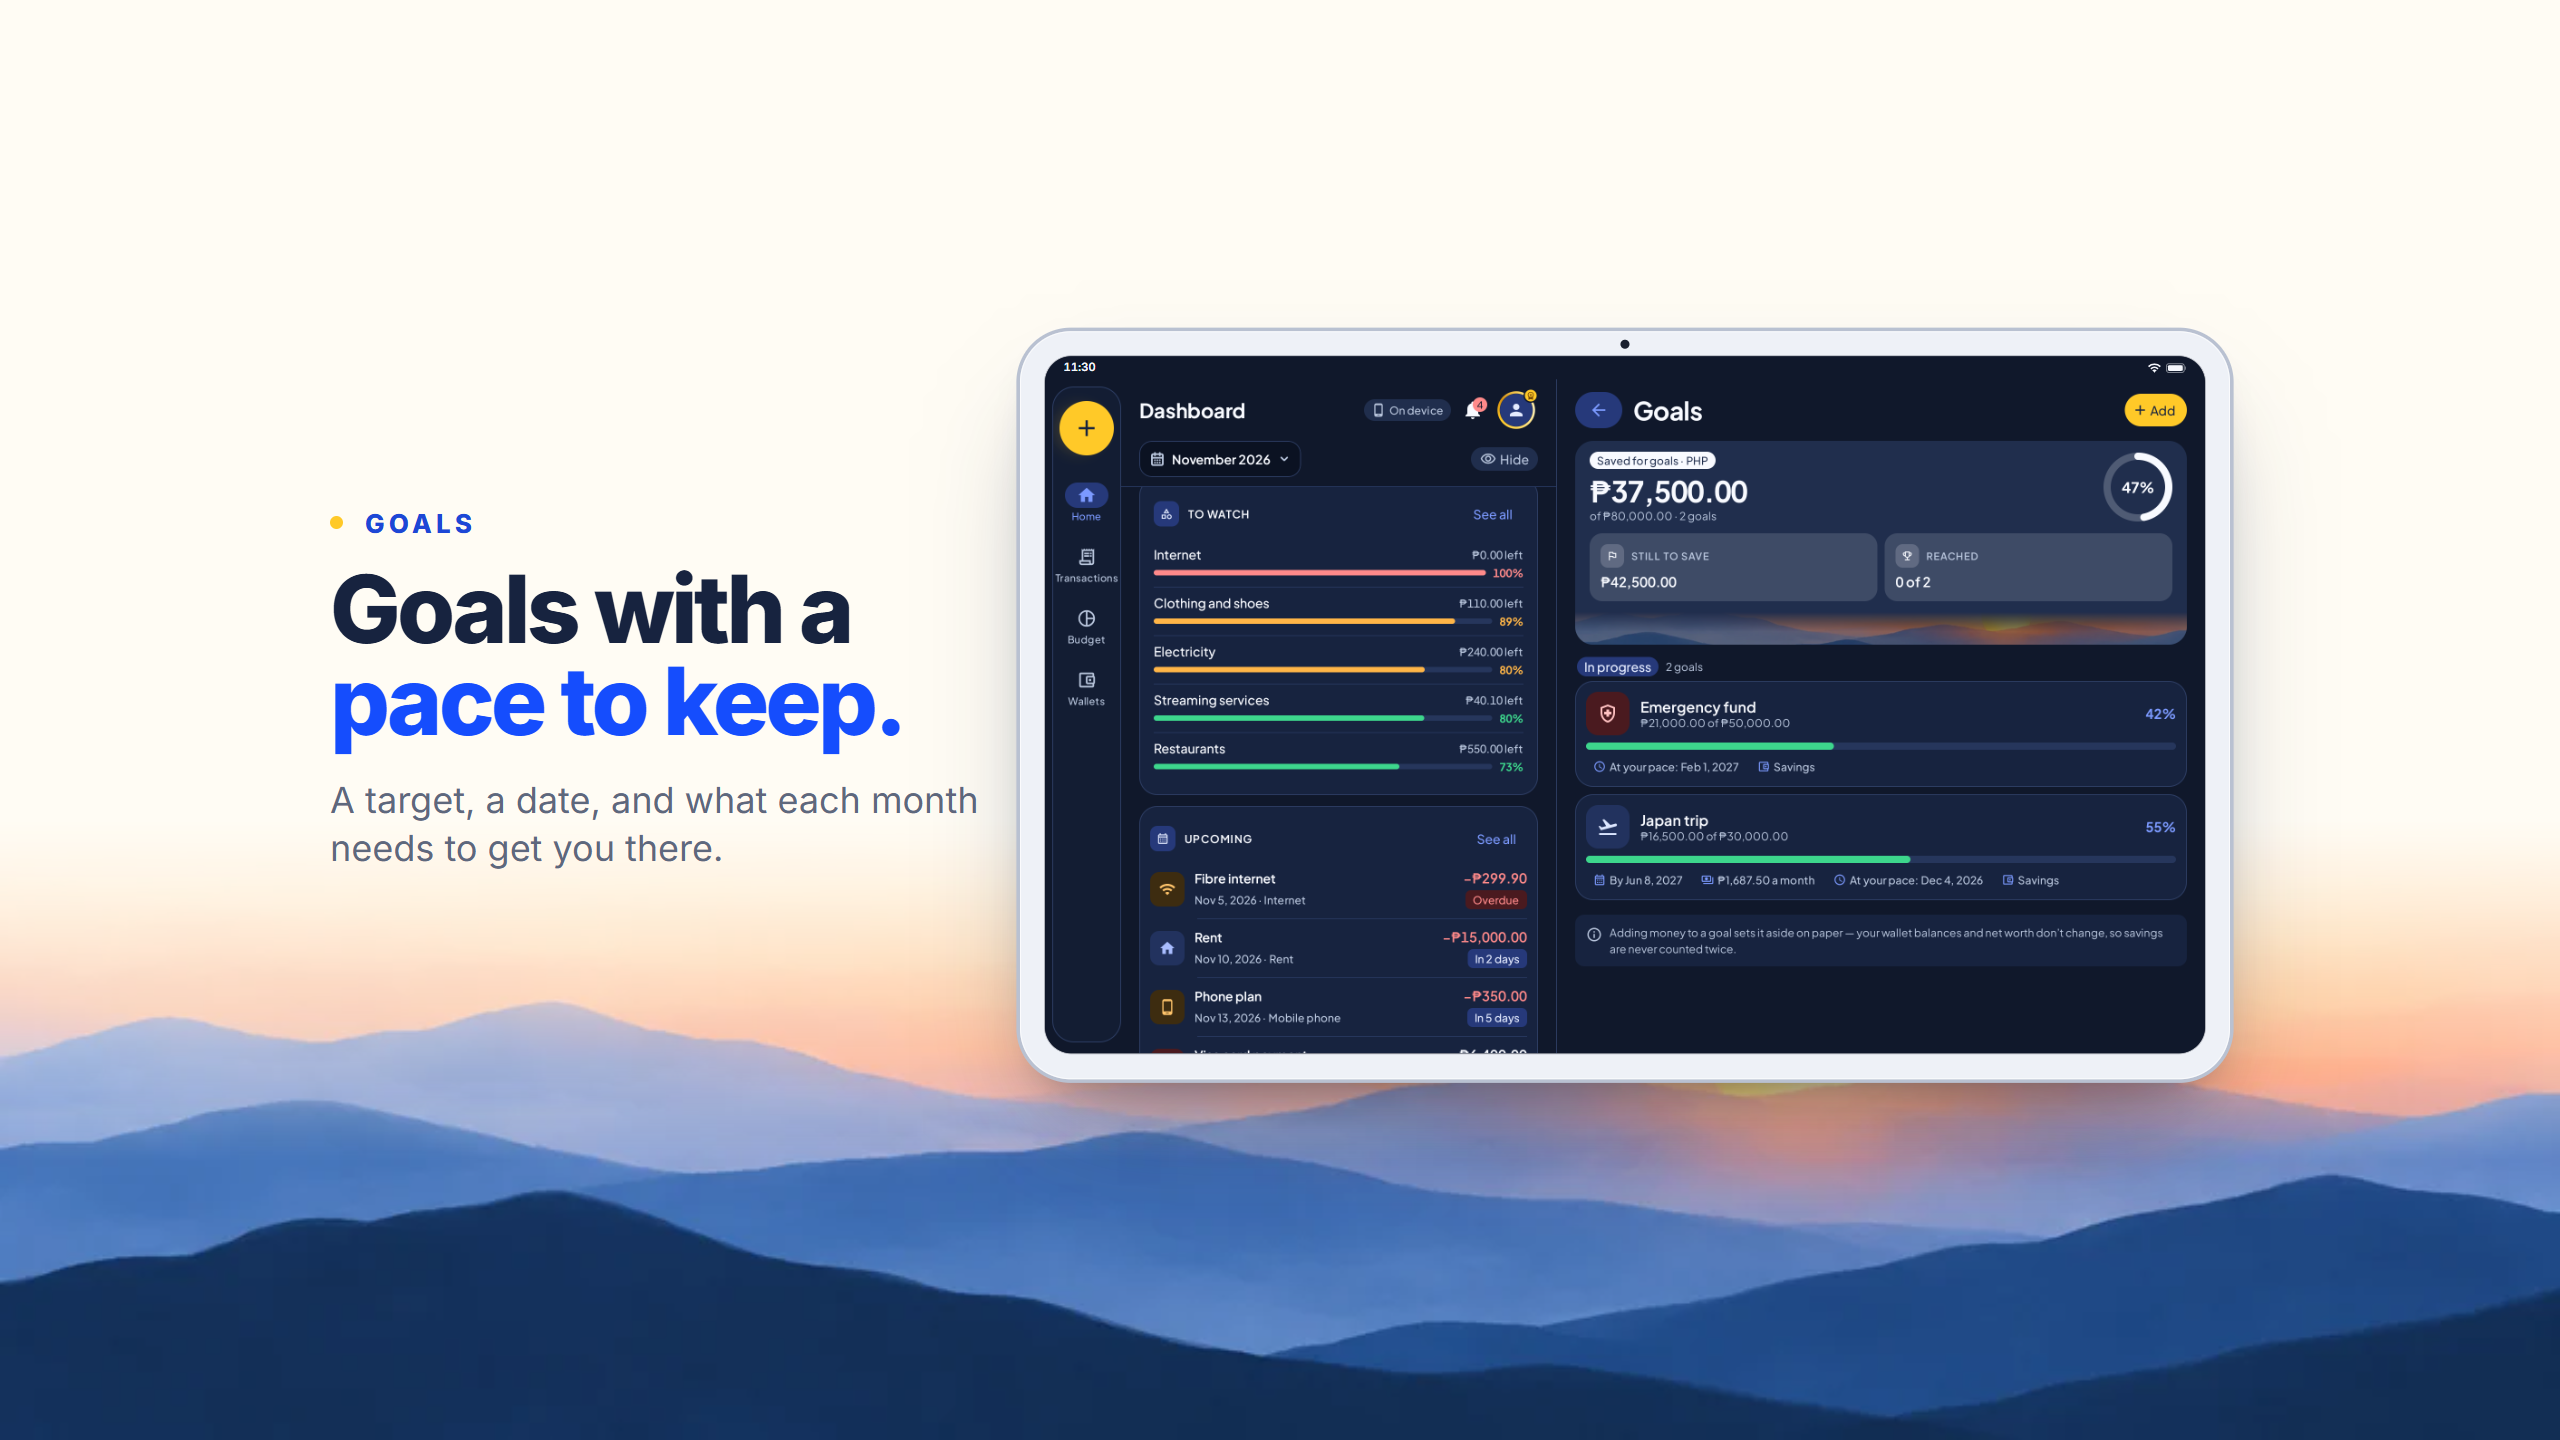 GOALS
Goals with a
pace to keep.
A target, a date, and what each month
needs to get you there.
11:30
Dashboard
On device
4
November 2026
Hide
Home
Transactions
Budget
Wallets
TO WATCH
See all
Internet
₱0.00 left
100%
Clothing and shoes
₱110.00 left
89%
Electricity
₱240.00 left
80%
Streaming services
₱40.10 left
80%
Restaurants
₱550.00 left
73%
UPCOMING
See all
Fibre internet
−₱299.90
Nov 5, 2026 · Internet
Overdue
Rent
−₱15,000.00
Nov 10, 2026 · Rent
In 2 days
Phone plan
−₱350.00
Nov 13, 2026 · Mobile phone
In 5 days
Goals
+ Add
Saved for goals · PHP
₱37,500.00
of ₱80,000.00 · 2 goals
47%
STILL TO SAVE
₱42,500.00
REACHED
0 of 2
In progress
2 goals
Emergency fund
₱21,000.00 of ₱50,000.00
42%
At your pace: Feb 1, 2027
Savings
Japan trip
₱16,500.00 of ₱30,000.00
55%
By Jun 8, 2027
₱1,687.50 a month
At your pace: Dec 4, 2026
Savings
Adding money to a goal sets it aside on paper — your wallet balances and net worth don't change, so savings
are never counted twice.